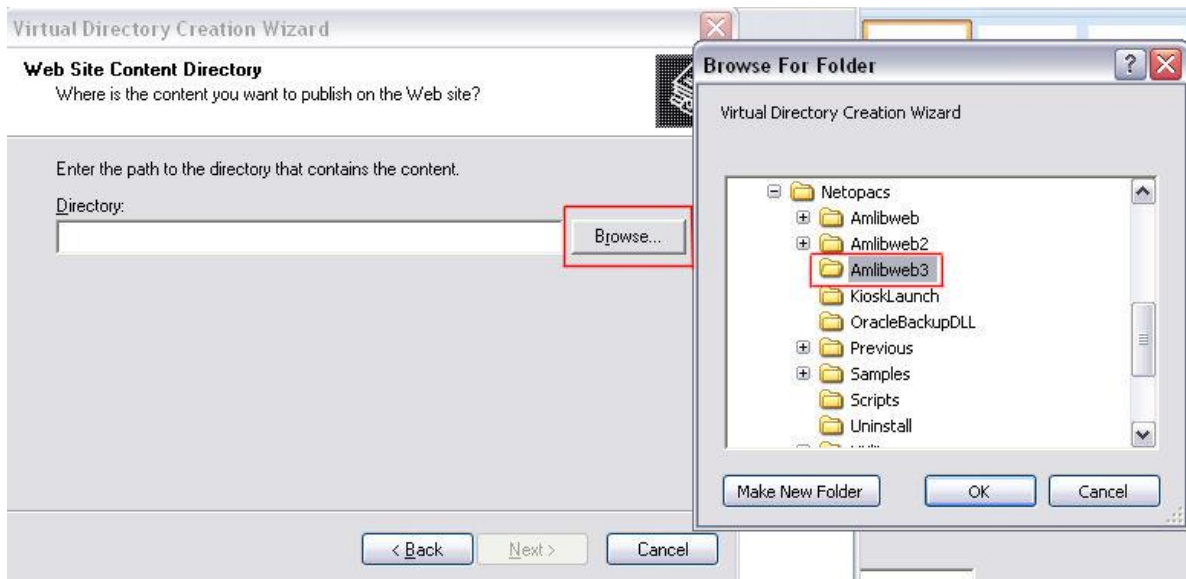 Virtual Directory Creation Wizard
Web Site Content Directory
Where is the content you want to publish on the Web site?
Enter the path to the directory that contains the content.
Directory:
Browse...
< Back
Next >
Cancel
Browse For Folder
Virtual Directory Creation Wizard
Netopacs
Amlibweb
Amlibweb2
Amlibweb3
KioskLaunch
OracleBackupDLL
Previous
Samples
Scripts
Uninstall
Make New Folder
OK
Cancel